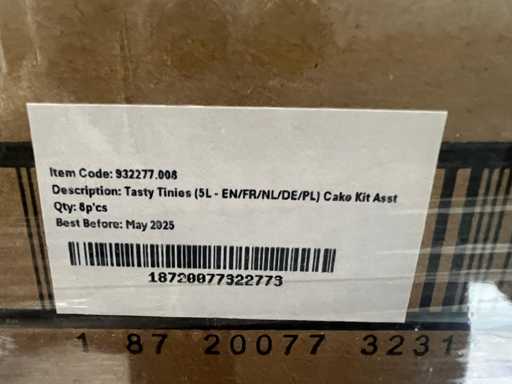 Item Code: 932277.006
Description: Tasty Tinies (5L - EN/FR/NL/DE/PL) Cake Kit Asst
Qty: 8p'cs
Best Before: May 2025
18720077322773
1 87 20077 3231